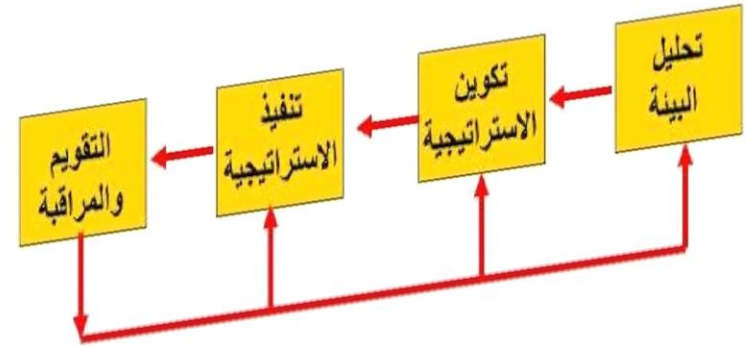 تحليل
البيئة
تكوين
الاستراتيجية
تنفيذ
الاستراتيجية
التقويم
والمراقبة